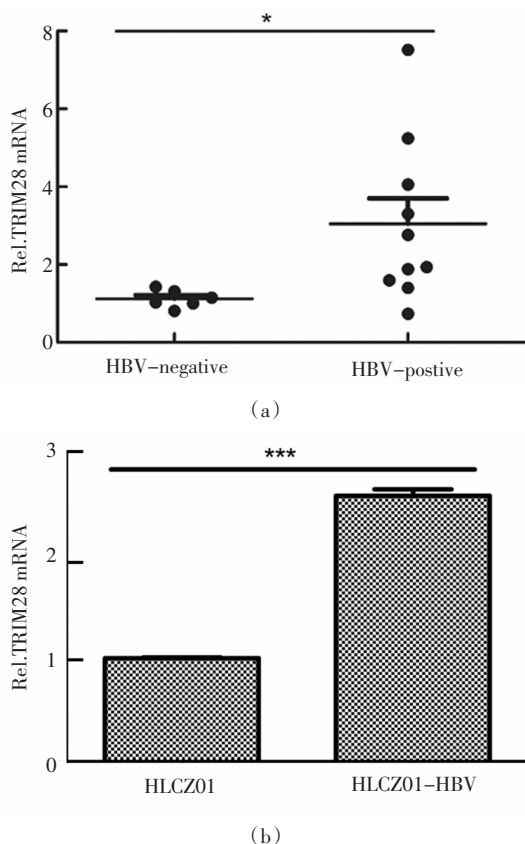 *
8
6
4
2
0
Rel.TRIM28 mRNA
HBV-negative
HBV-postive
(a)
***
3
2
1
0
Rel.TRIM28 mRNA
HLCZ01
HLCZ01-HBV
(b)